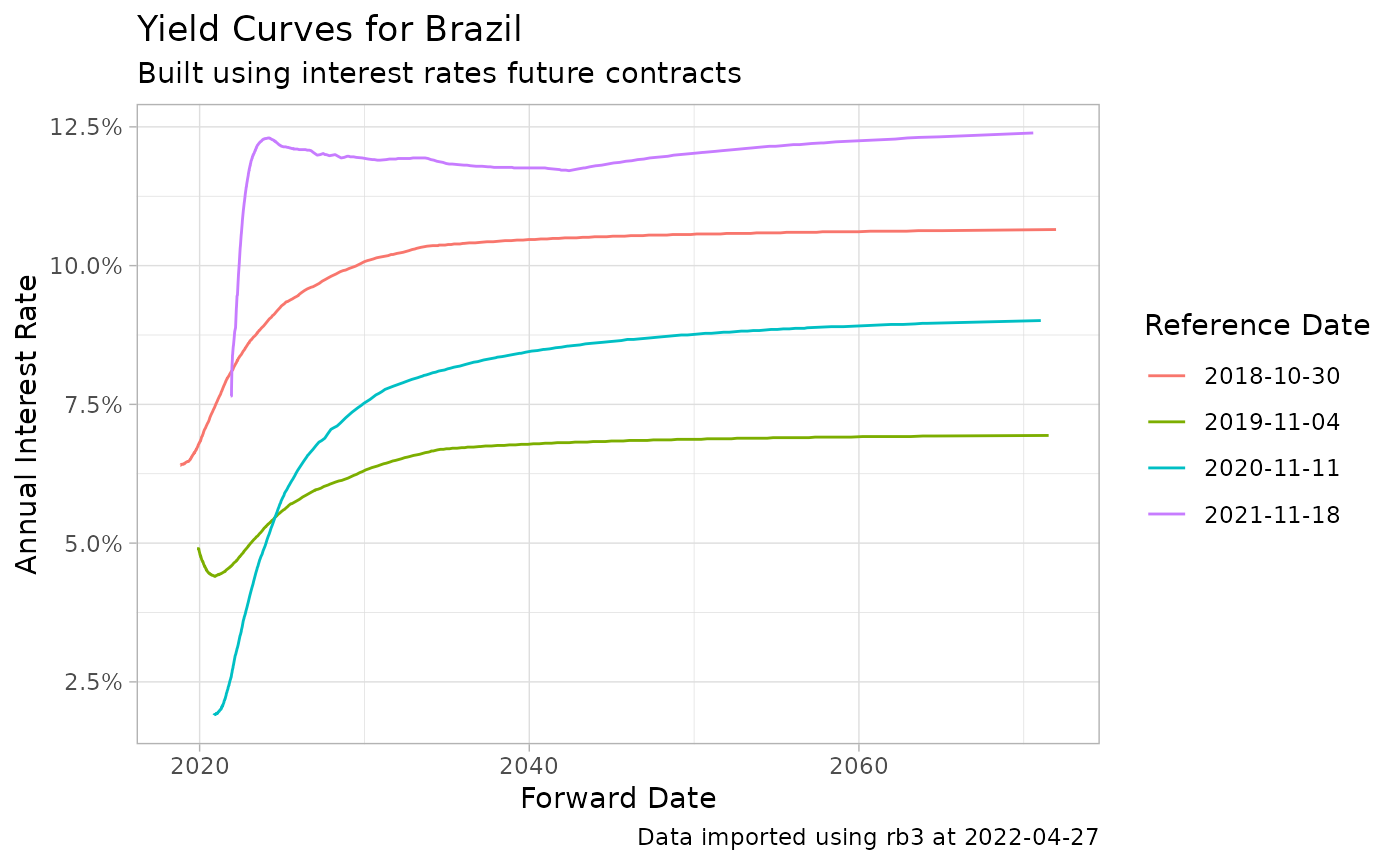 Yield Curves for Brazil
Built using interest rates future contracts
Annual Interest Rate
12.5%
10.0%
7.5%
5.0%
2.5%
2020
2040
2060
Forward Date
Reference Date
2018-10-30
2019-11-04
2020-11-11
2021-11-18
Data imported using rb3 at 2022-04-27